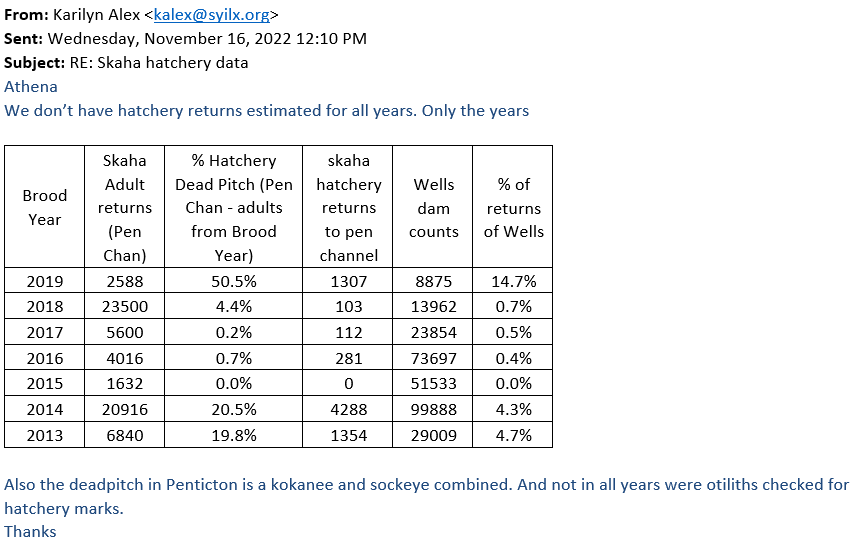 From: Karilyn Alex <kalex@syilx.org>
Sent: Wednesday, November 16, 2022 12:10 PM
Subject: RE: Skaha hatchery data
Athena
We don’t have hatchery returns estimated for all years. Only the years
Brood Year | Skaha Adult returns (Pen Chan) | % Hatchery Dead Pitch (Pen Chan - adults from Brood Year) | skaha hatchery returns to pen channel | Wells dam counts | % of returns of Wells
2019 | 2588 | 50.5% | 1307 | 8875 | 14.7%
2018 | 23500 | 4.4% | 103 | 13962 | 0.7%
2017 | 5600 | 0.2% | 112 | 23854 | 0.5%
2016 | 4016 | 0.7% | 281 | 73697 | 0.4%
2015 | 1632 | 0.0% | 0 | 51533 | 0.0%
2014 | 20916 | 20.5% | 4288 | 99888 | 4.3%
2013 | 6840 | 19.8% | 1354 | 29009 | 4.7%
Also the deadpitch in Penticton is a kokanee and sockeye combined. And not in all years were otiliths checked for
hatchery marks.
Thanks